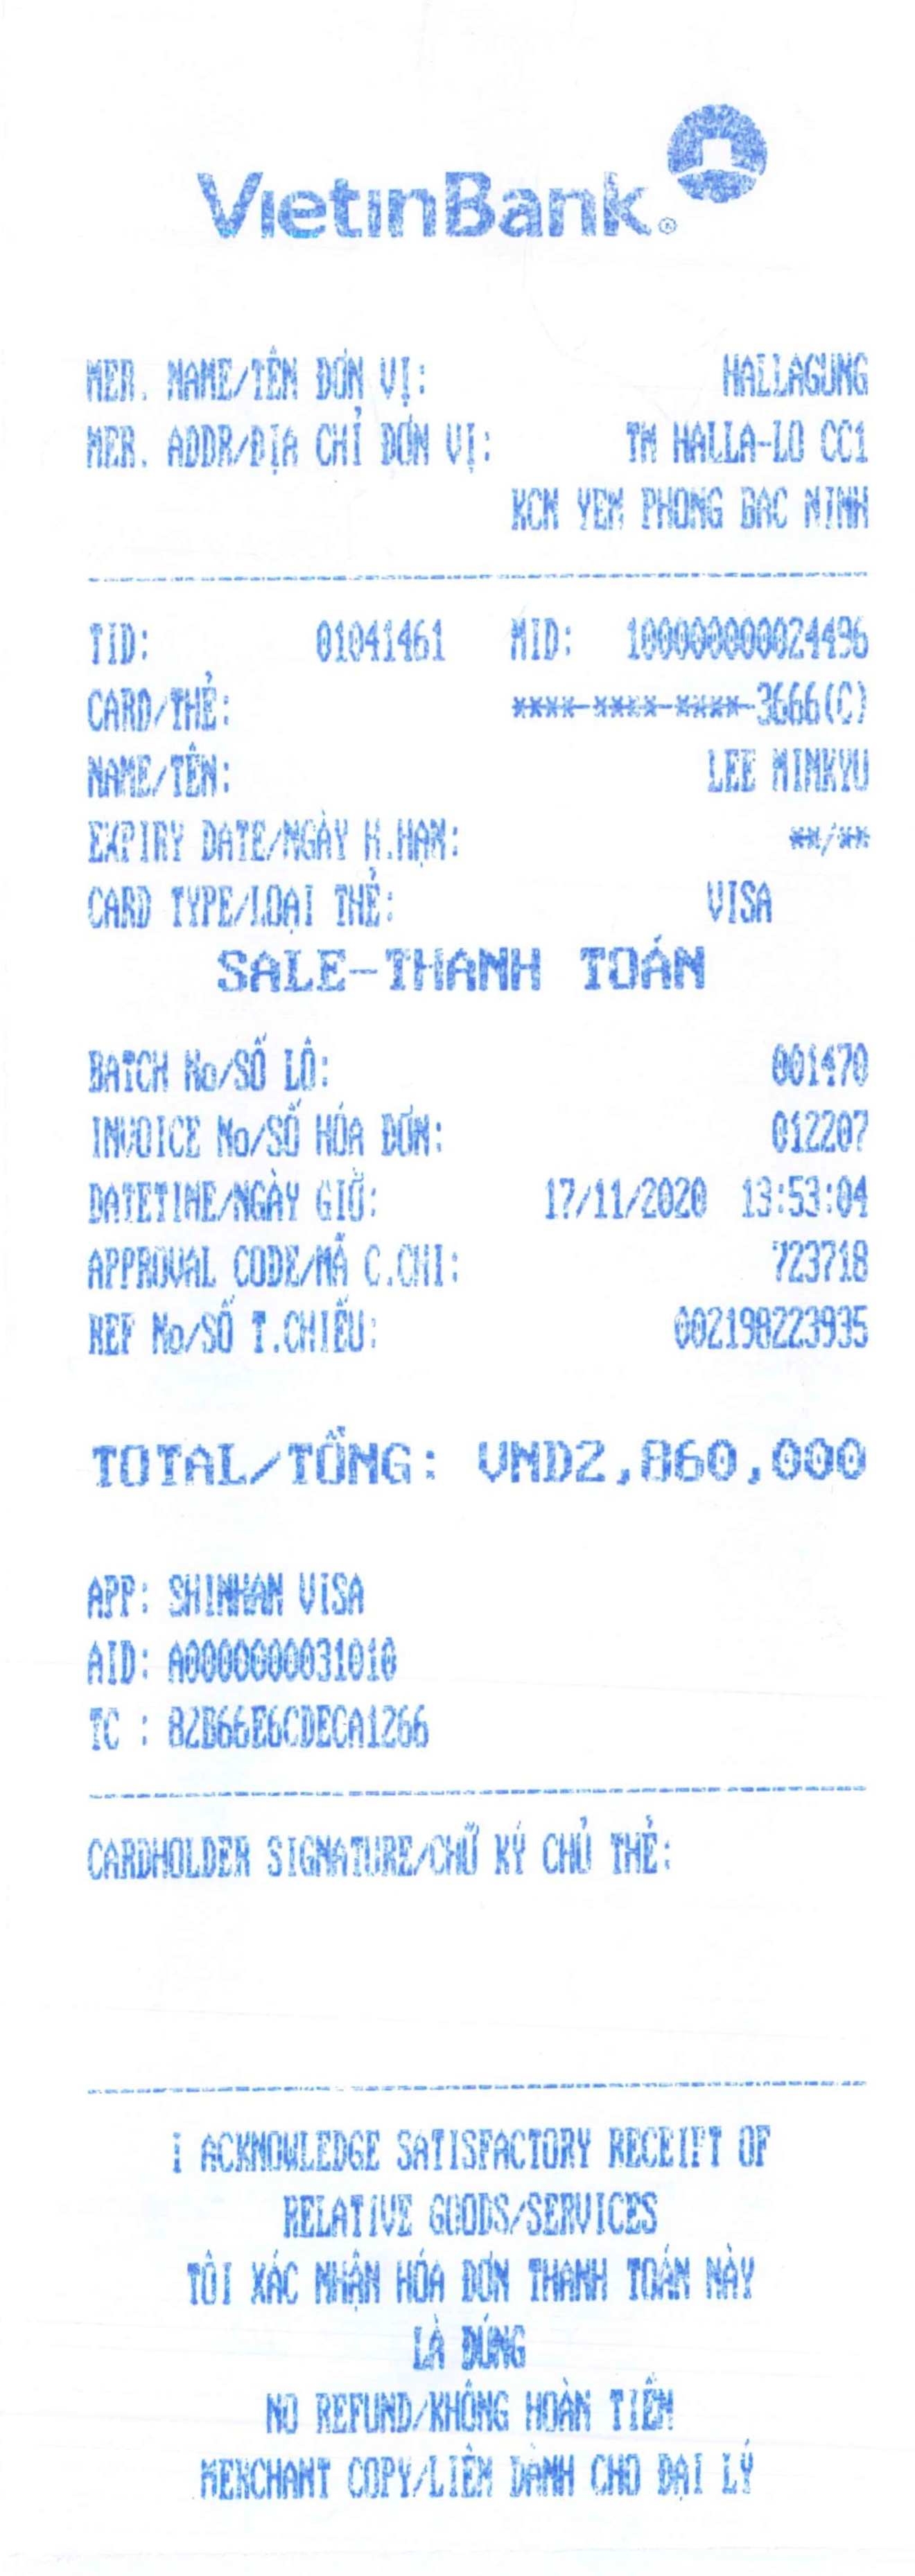 VietinBank®
MER. NAME/TÊN ĐƠN VỊ: HALLAGUNG
MER. ADDR/ĐỊA CHỈ ĐƠN VỊ: TM HALLA-LO CC1
KCN YEN PHONG BAC NINH
TID: 01041461 MID: 100000000024496
CARD/THẺ: ****-****-****-3666(C)
NAME/TÊN: LEE MINKYU
EXPIRY DATE/NGÀY H.HẠN: **/**
CARD TYPE/LOẠI THẺ: VISA
SALE-THANH TOÁN
BATCH No/SỐ LÔ: 001470
INVOICE No/SỐ HÓA ĐƠN: 012207
DATETIME/NGÀY GIỜ: 17/11/2020 13:53:04
APPROVAL CODE/MÃ C.CHI: 723718
REF No/SỐ T.CHIẾU: 002198223935
TOTAL/TỔNG: VND2,860,000
APP: SHINHAN VISA
AID: A0000000031010
TC : 82B66E6CDECA1266
CARDHOLDER SIGNATURE/CHỮ KÝ CHỦ THẺ:
I ACKNOWLEDGE SATISFACTORY RECEIPT OF
RELATIVE GOODS/SERVICES
TÔI XÁC NHẬN HÓA ĐƠN THANH TOÁN NÀY
LÀ ĐÚNG
NO REFUND/KHÔNG HOÀN TIỀN
MERCHANT COPY/LIÊN DÀNH CHO ĐẠI LÝ